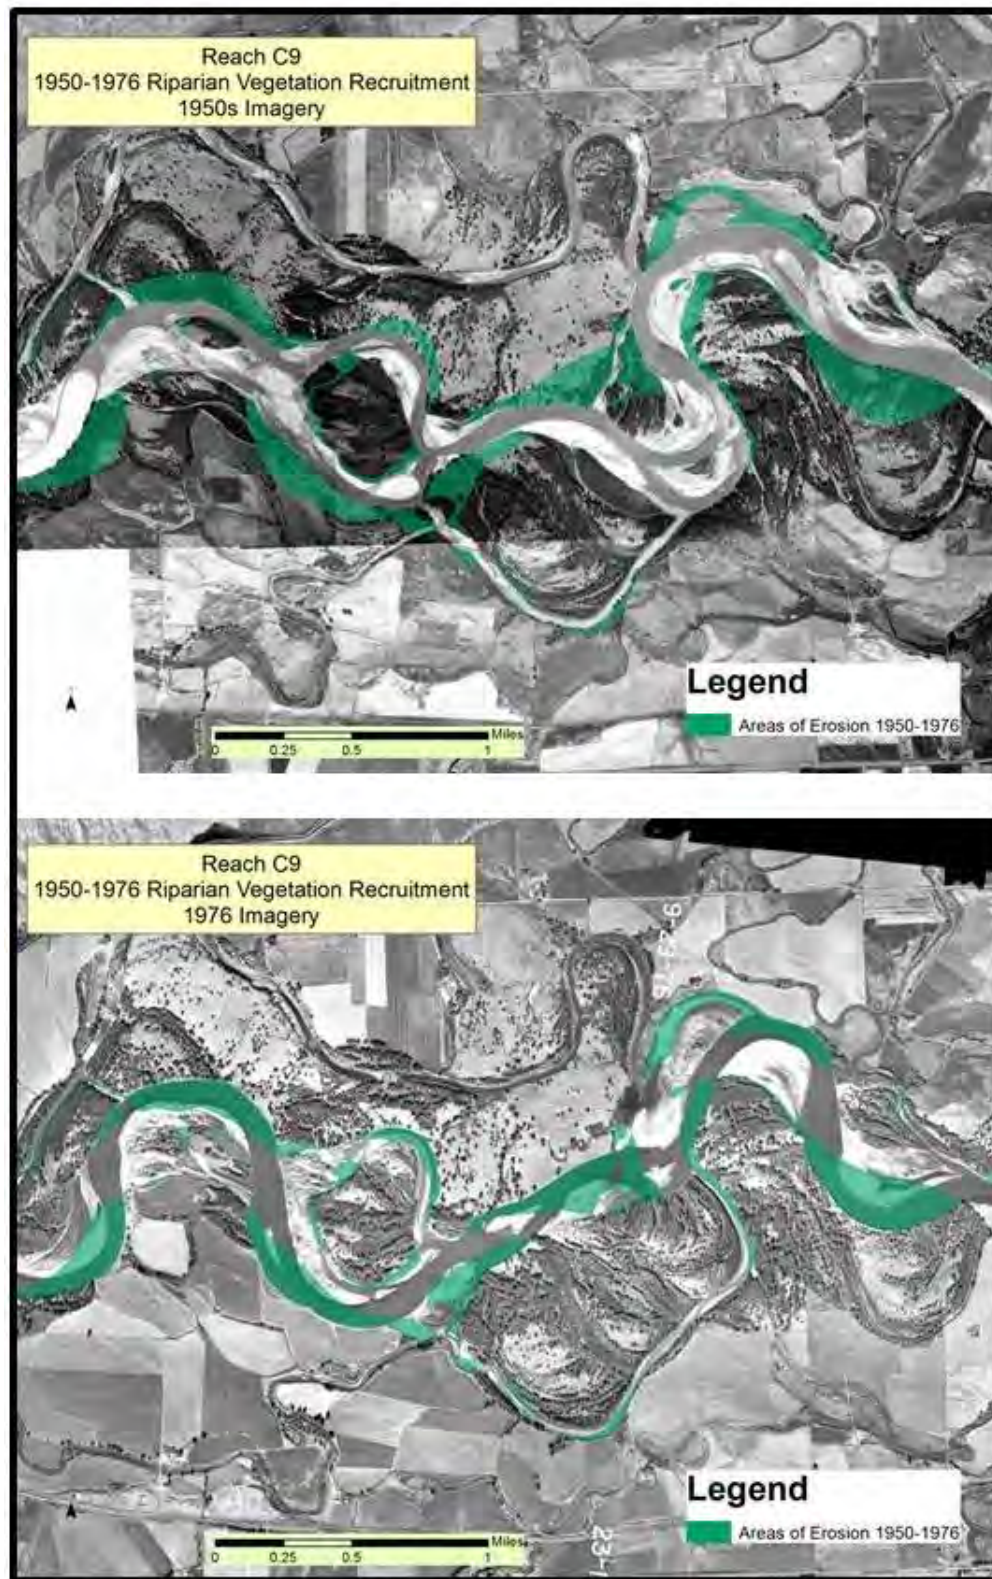 Reach C9
1950-1976 Riparian Vegetation Recruitment
1950s Imagery
Legend
Areas of Erosion 1950-1976
Miles
0 0.25 0.5 1
Reach C9
1950-1976 Riparian Vegetation Recruitment
1976 Imagery
Legend
Areas of Erosion 1950-1976
Miles
0 0.25 0.5 1
23-1